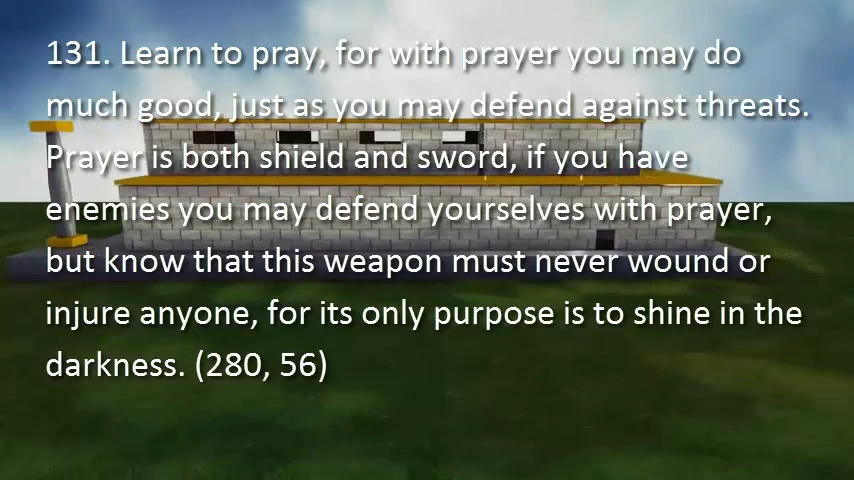 131. Learn to pray, for with prayer you may do
much good, just as you may defend against threats.
Prayer is both shield and sword, if you have
enemies you may defend yourselves with prayer,
but know that this weapon must never wound or
injure anyone, for its only purpose is to shine in the
darkness. (280, 56)